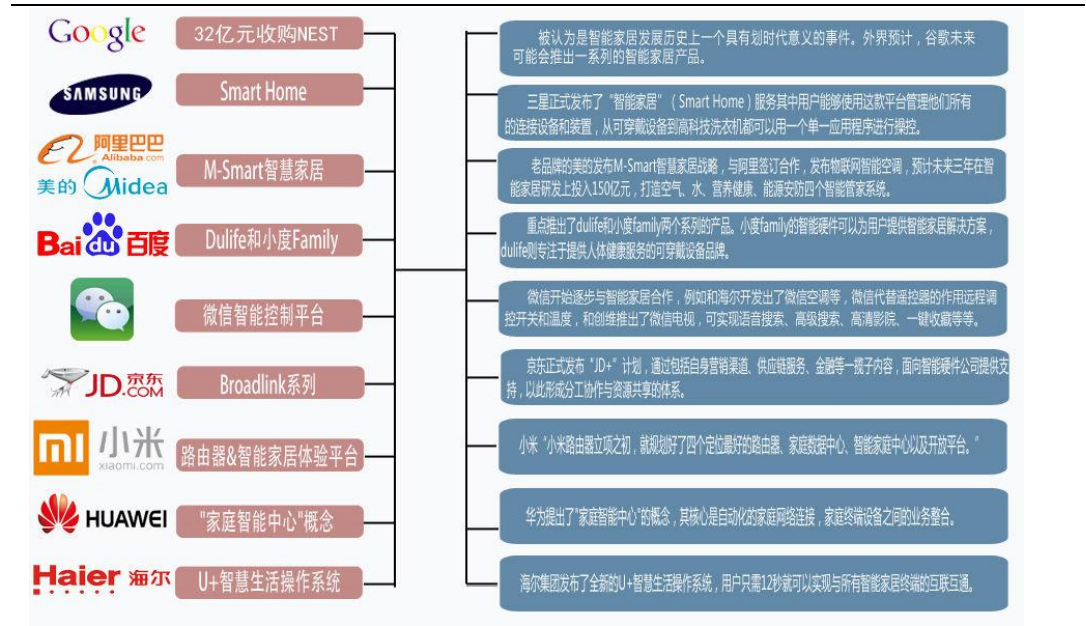 Google
32亿元收购NEST
被认为是智能家居发展历史上一个具有划时代意义的事件。外界预计，谷歌未来
可能会推出一系列的智能家居产品。
SAMSUNG
Smart Home
三星正式发布了“智能家居”（Smart Home）服务其中用户能够使用这款平台管理他们所有
的连接设备和装置，从可穿戴设备到高科技洗衣机都可以用一个单一应用程序进行操控。
阿里巴巴
Alibaba.com
美的 Midea
M-Smart智慧家居
老品牌的美的发布M-Smart智慧家居战略，与阿里签订合作，发布物联网智能空调，预计未来三年在智
能家居研发上投入150亿元，打造空气、水、营养健康、能源安防四个智能管家系统。
Baidu百度
Dulife和小度Family
重点推出了dulife和小度family两个系列的产品。小度family的智能硬件可以为用户提供智能家居解决方案，
dulife则专注于提供人体健康服务的可穿戴设备品牌。
微信智能控制平台
微信开始逐步与智能家居合作，例如和海尔开发出了微信空调等，微信代替遥控器的作用远程调
控开关和温度，和创维推出了微信电视，可实现语音搜索、高级搜索、高清影院、一键收藏等等。
JD.京东
.COM
Broadlink系列
京东正式发布“JD+”计划，通过包括自身营销渠道、供应链服务、金融等一揽子内容，面向智能硬件公司提供支
持，以此形成分工协作与资源共享的体系。
小米
xiaomi.com
路由器&智能家居体验平台
小米“小米路由器立项之初，就规划好了四个定位最好的路由器、家庭数据中心、智能家庭中心以及开放平台。”
HUAWEI
"家庭智能中心"概念
华为提出了"家庭智能中心"的概念，其核心是自动化的家庭网络连接，家庭终端设备之间的业务整合。
Haier 海尔
U+智慧生活操作系统
海尔集团发布了全新的U+智慧生活操作系统，用户只需12秒就可以实现与所有智能家居终端的互联互通。